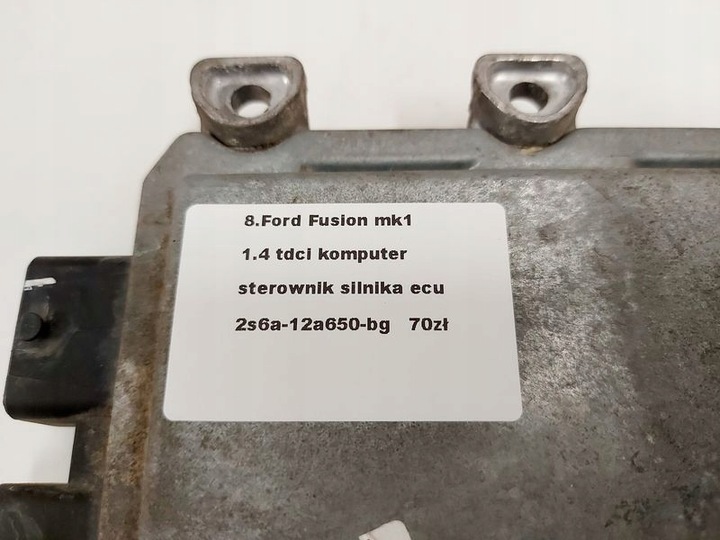 8.Ford Fusion mk1
1.4 tdci komputer
sterownik silnika ecu
2s6a-12a650-bg 70zł